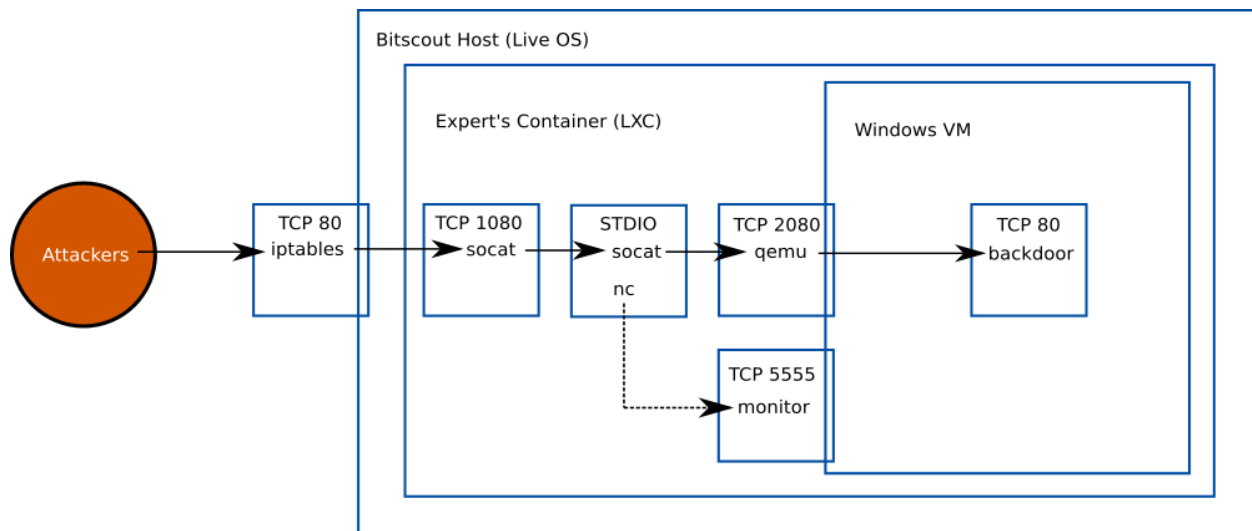 Bitscout Host (Live OS)
Expert's Container (LXC)
Windows VM
Attackers
TCP 80
iptables
TCP 1080
socat
STDIO
socat
nc
TCP 2080
qemu
TCP 80
backdoor
TCP 5555
monitor